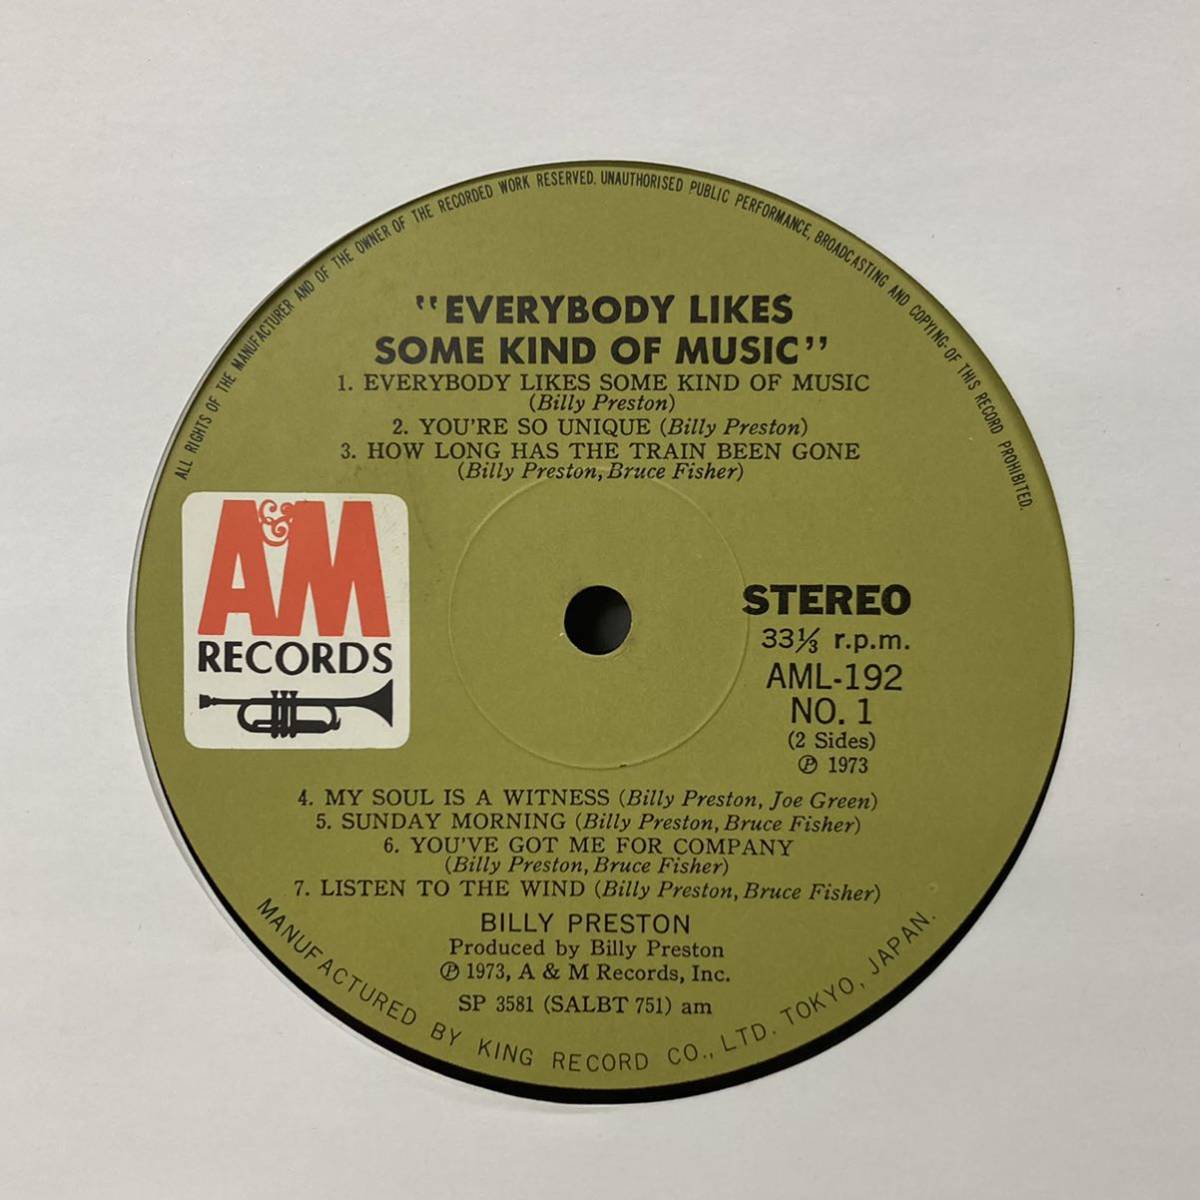 ALL RIGHTS OF THE MANUFACTURER AND OF THE OWNER OF THE RECORDED WORK RESERVED. UNAUTHORISED PUBLIC PERFORMANCE, BROADCASTING AND COPYING OF THIS RECORD PROHIBITED.
"EVERYBODY LIKES
SOME KIND OF MUSIC"
1. EVERYBODY LIKES SOME KIND OF MUSIC
(Billy Preston)
2. YOU'RE SO UNIQUE (Billy Preston)
3. HOW LONG HAS THE TRAIN BEEN GONE
(Billy Preston, Bruce Fisher)
A&M
RECORDS
STEREO
33⅓ r.p.m.
AML-192
NO. 1
(2 Sides)
℗ 1973
4. MY SOUL IS A WITNESS (Billy Preston, Joe Green)
5. SUNDAY MORNING (Billy Preston, Bruce Fisher)
6. YOU'VE GOT ME FOR COMPANY
(Billy Preston, Bruce Fisher)
7. LISTEN TO THE WIND (Billy Preston, Bruce Fisher)
BILLY PRESTON
Produced by Billy Preston
℗ 1973, A & M Records, Inc.
SP 3581 (SALBT 751) am
MANUFACTURED BY KING RECORD CO., LTD. TOKYO, JAPAN.